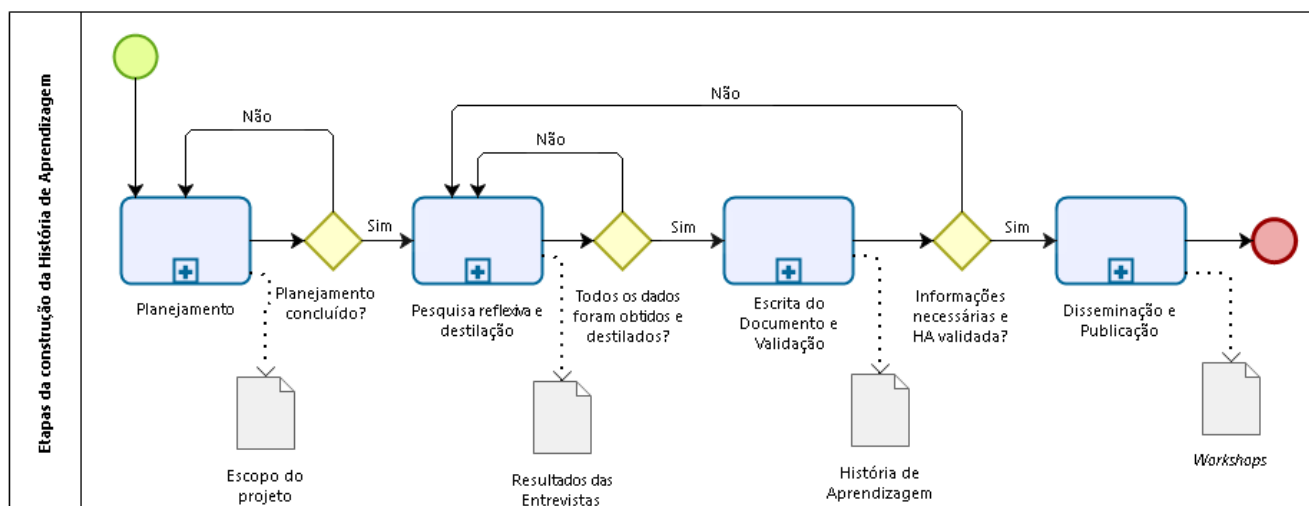 Etapas da construção da História de Aprendizagem
Não
Não
Não
Sim
Sim
Sim
Planejamento
Planejamento
concluído?
Pesquisa reflexiva e
destilação
Todos os dados
foram obtidos e
destilados?
Escrita do
Documento e
Validação
Informações
necessárias e
HA validada?
Disseminação e
Publicação
Escopo do
projeto
Resultados das
Entrevistas
História de
Aprendizagem
Workshops